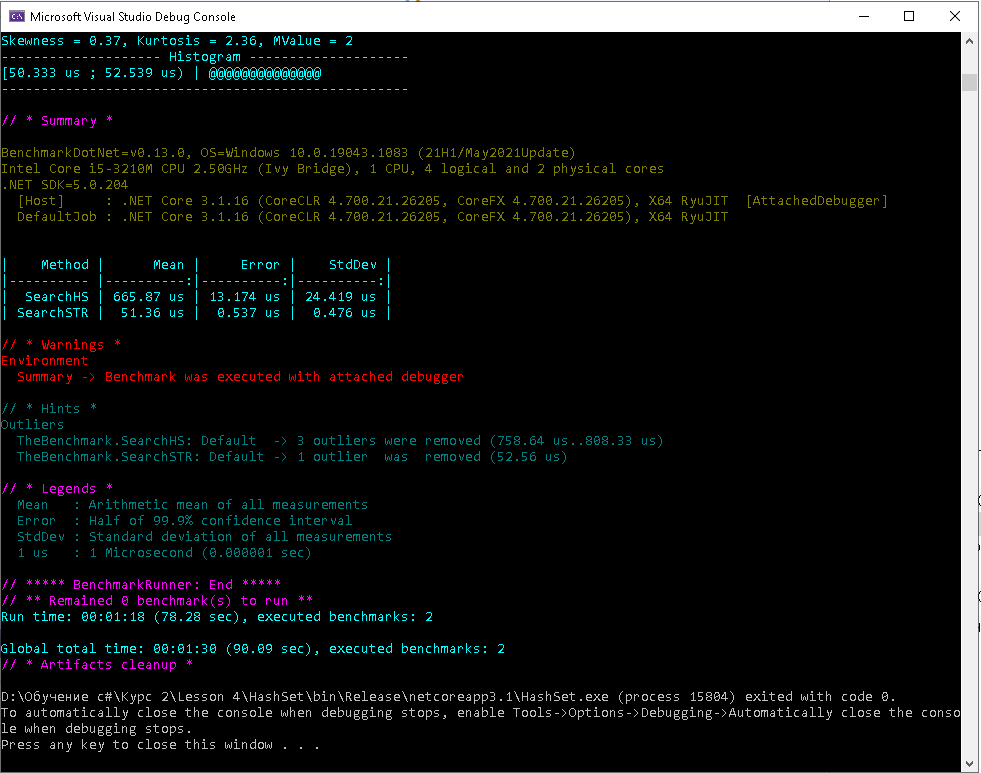 Microsoft Visual Studio Debug Console
Skewness = 0.37, Kurtosis = 2.36, MValue = 2
-------------------- Histogram --------------------
[50.333 us ; 52.539 us) | @@@@@@@@@@@@@@
---------------------------------------------------
// * Summary *
BenchmarkDotNet=v0.13.0, OS=Windows 10.0.19043.1083 (21H1/May2021Update)
Intel Core i5-3210M CPU 2.50GHz (Ivy Bridge), 1 CPU, 4 logical and 2 physical cores
.NET SDK=5.0.204
  [Host]     : .NET Core 3.1.16 (CoreCLR 4.700.21.26205, CoreFX 4.700.21.26205), X64 RyuJIT  [AttachedDebugger]
  DefaultJob : .NET Core 3.1.16 (CoreCLR 4.700.21.26205, CoreFX 4.700.21.26205), X64 RyuJIT
|    Method |      Mean |     Error |    StdDev |
|---------- |----------:|----------:|----------:|
|  SearchHS | 665.87 us | 13.174 us | 24.419 us |
| SearchSTR |  51.36 us |  0.537 us |  0.476 us |
// * Warnings *
Environment
  Summary -> Benchmark was executed with attached debugger
// * Hints *
Outliers
  TheBenchmark.SearchHS: Default  -> 3 outliers were removed (758.64 us..808.33 us)
  TheBenchmark.SearchSTR: Default -> 1 outlier  was  removed (52.56 us)
// * Legends *
  Mean   : Arithmetic mean of all measurements
  Error  : Half of 99.9% confidence interval
  StdDev : Standard deviation of all measurements
  1 us   : 1 Microsecond (0.000001 sec)
// ***** BenchmarkRunner: End *****
// ** Remained 0 benchmark(s) to run **
Run time: 00:01:18 (78.28 sec), executed benchmarks: 2
Global total time: 00:01:30 (90.09 sec), executed benchmarks: 2
// * Artifacts cleanup *
D:\Обучение c#\Курс 2\Lesson 4\HashSet\bin\Release\netcoreapp3.1\HashSet.exe (process 15804) exited with code 0.
To automatically close the console when debugging stops, enable Tools->Options->Debugging->Automatically close the conso
le when debugging stops.
Press any key to close this window . . .